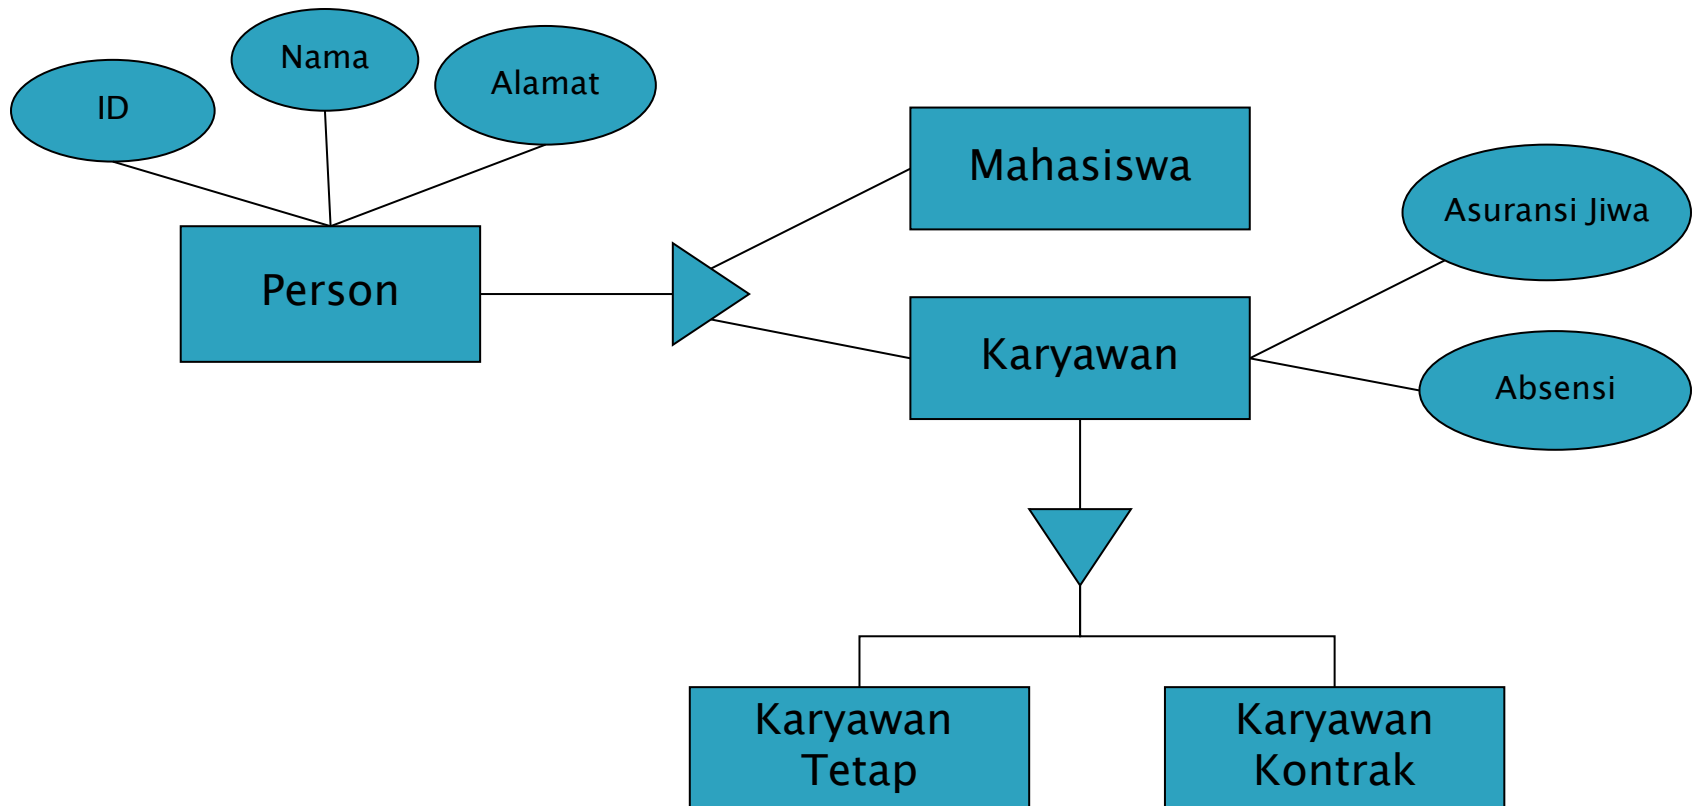 ID
Nama
Alamat
Person
Mahasiswa
Karyawan
Asuransi Jiwa
Absensi
Karyawan
Tetap
Karyawan
Kontrak